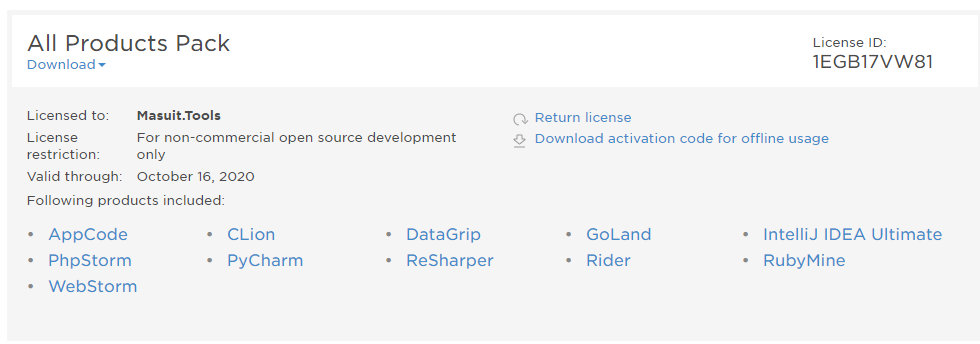 All Products Pack
License ID:
Download
1EGB17VW81
Licensed to: Masuit.Tools
Return license
License restriction: For non-commercial open source development only
Download activation code for offline usage
Valid through: October 16, 2020
Following products included:
• AppCode • CLion • DataGrip • GoLand • IntelliJ IDEA Ultimate
• PhpStorm • PyCharm • ReSharper • Rider • RubyMine
• WebStorm